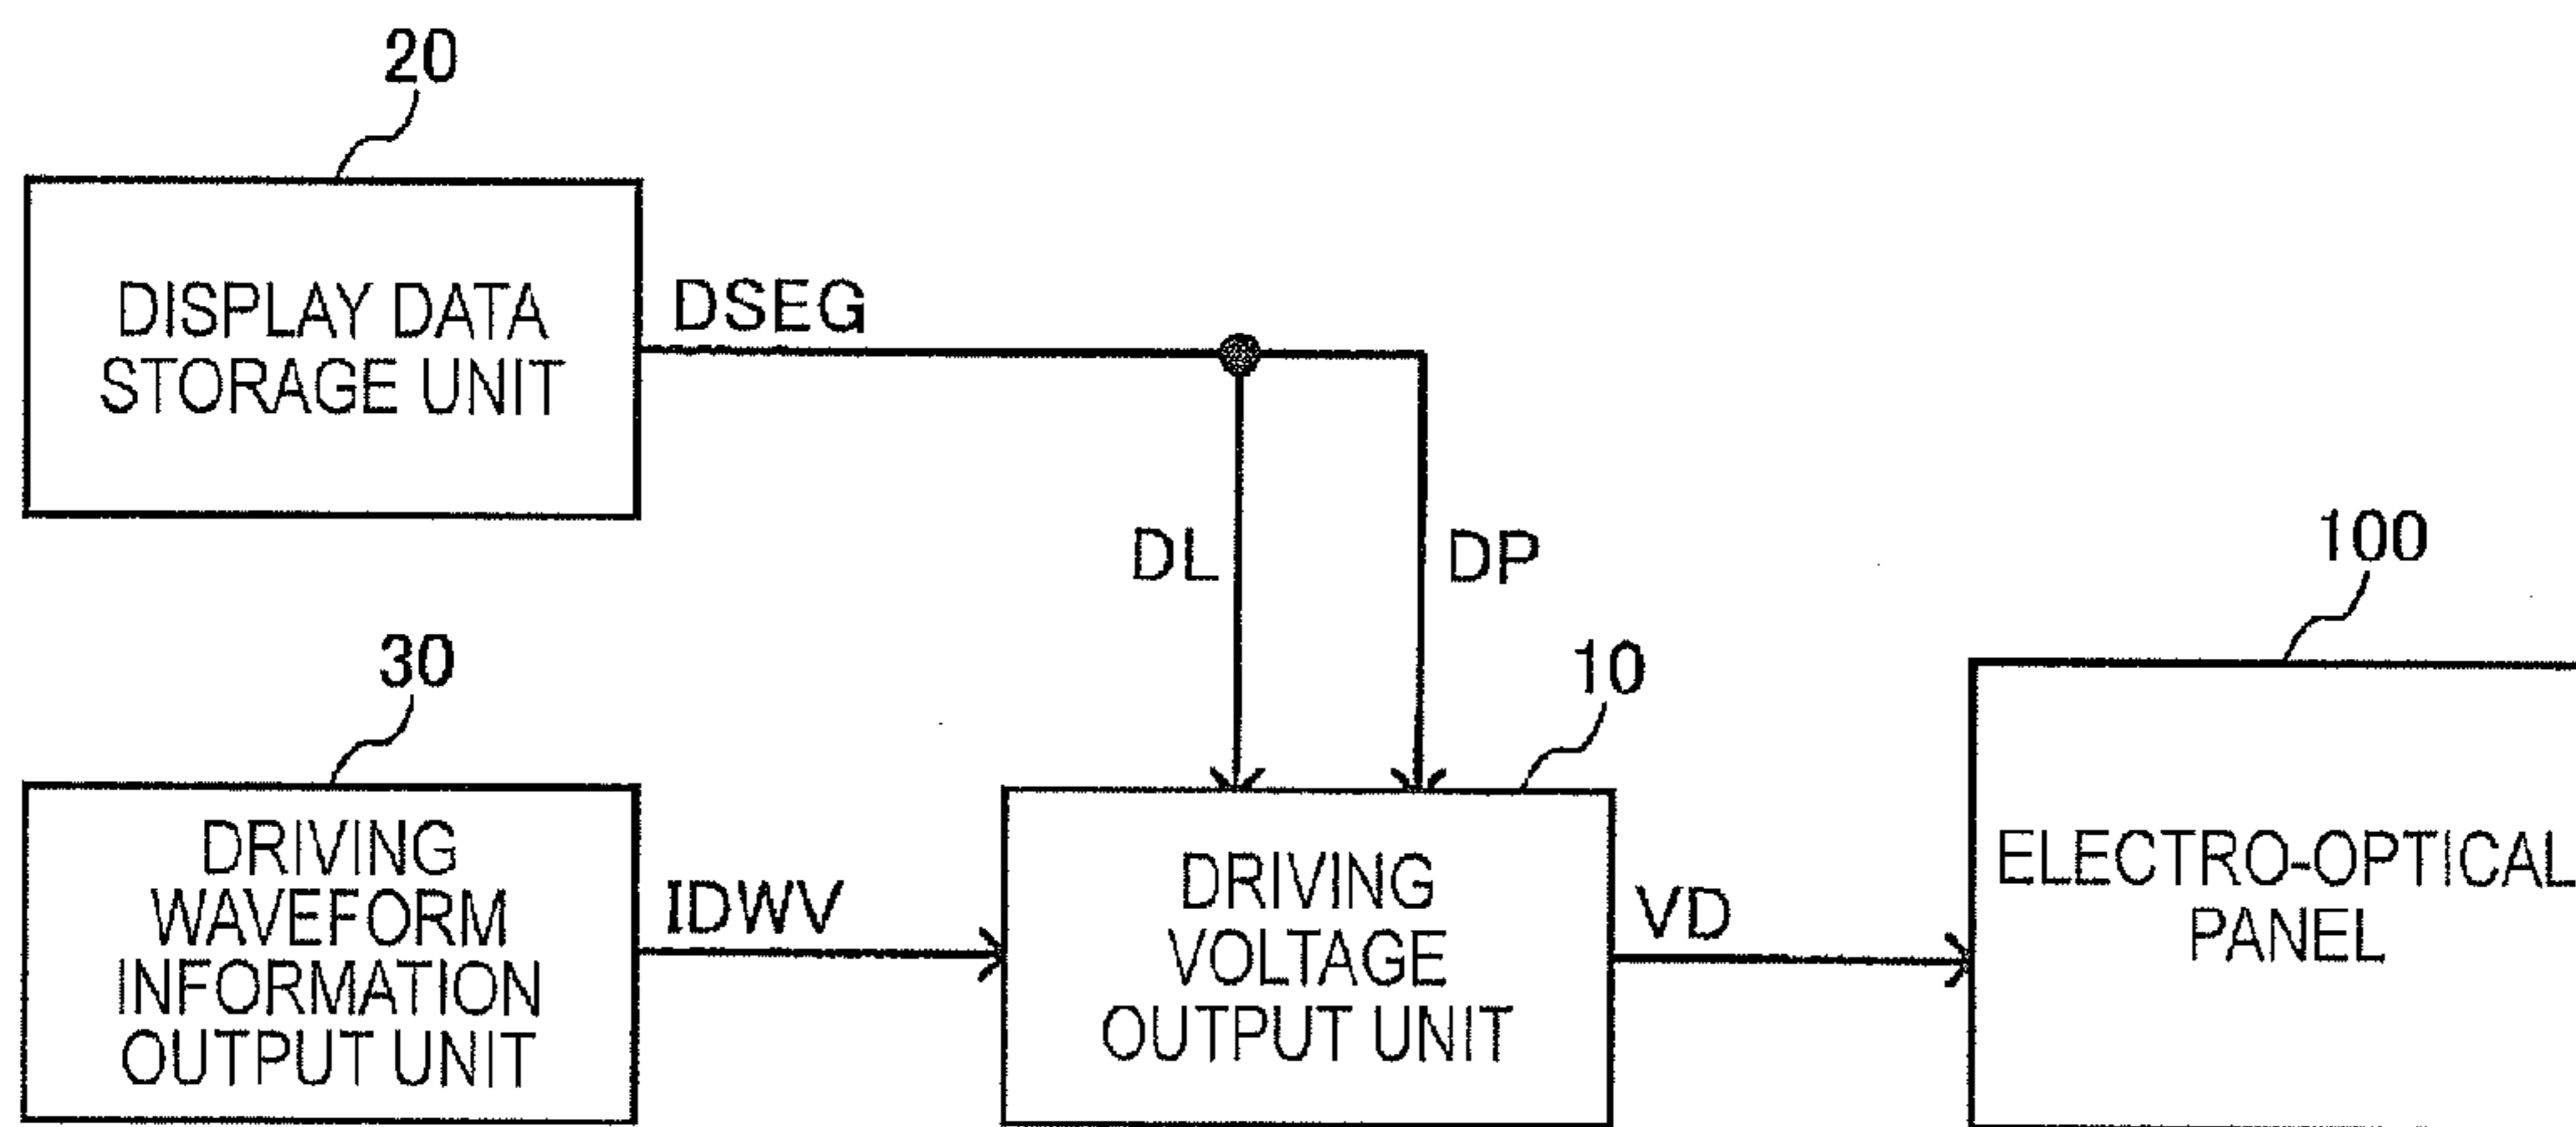 20
DISPLAY DATA
STORAGE UNIT
DSEG
DL
DP
100
30
10
DRIVING
WAVEFORM
INFORMATION
OUTPUT UNIT
IDWV
DRIVING
VOLTAGE
OUTPUT UNIT
VD
ELECTRO-OPTICAL
PANEL